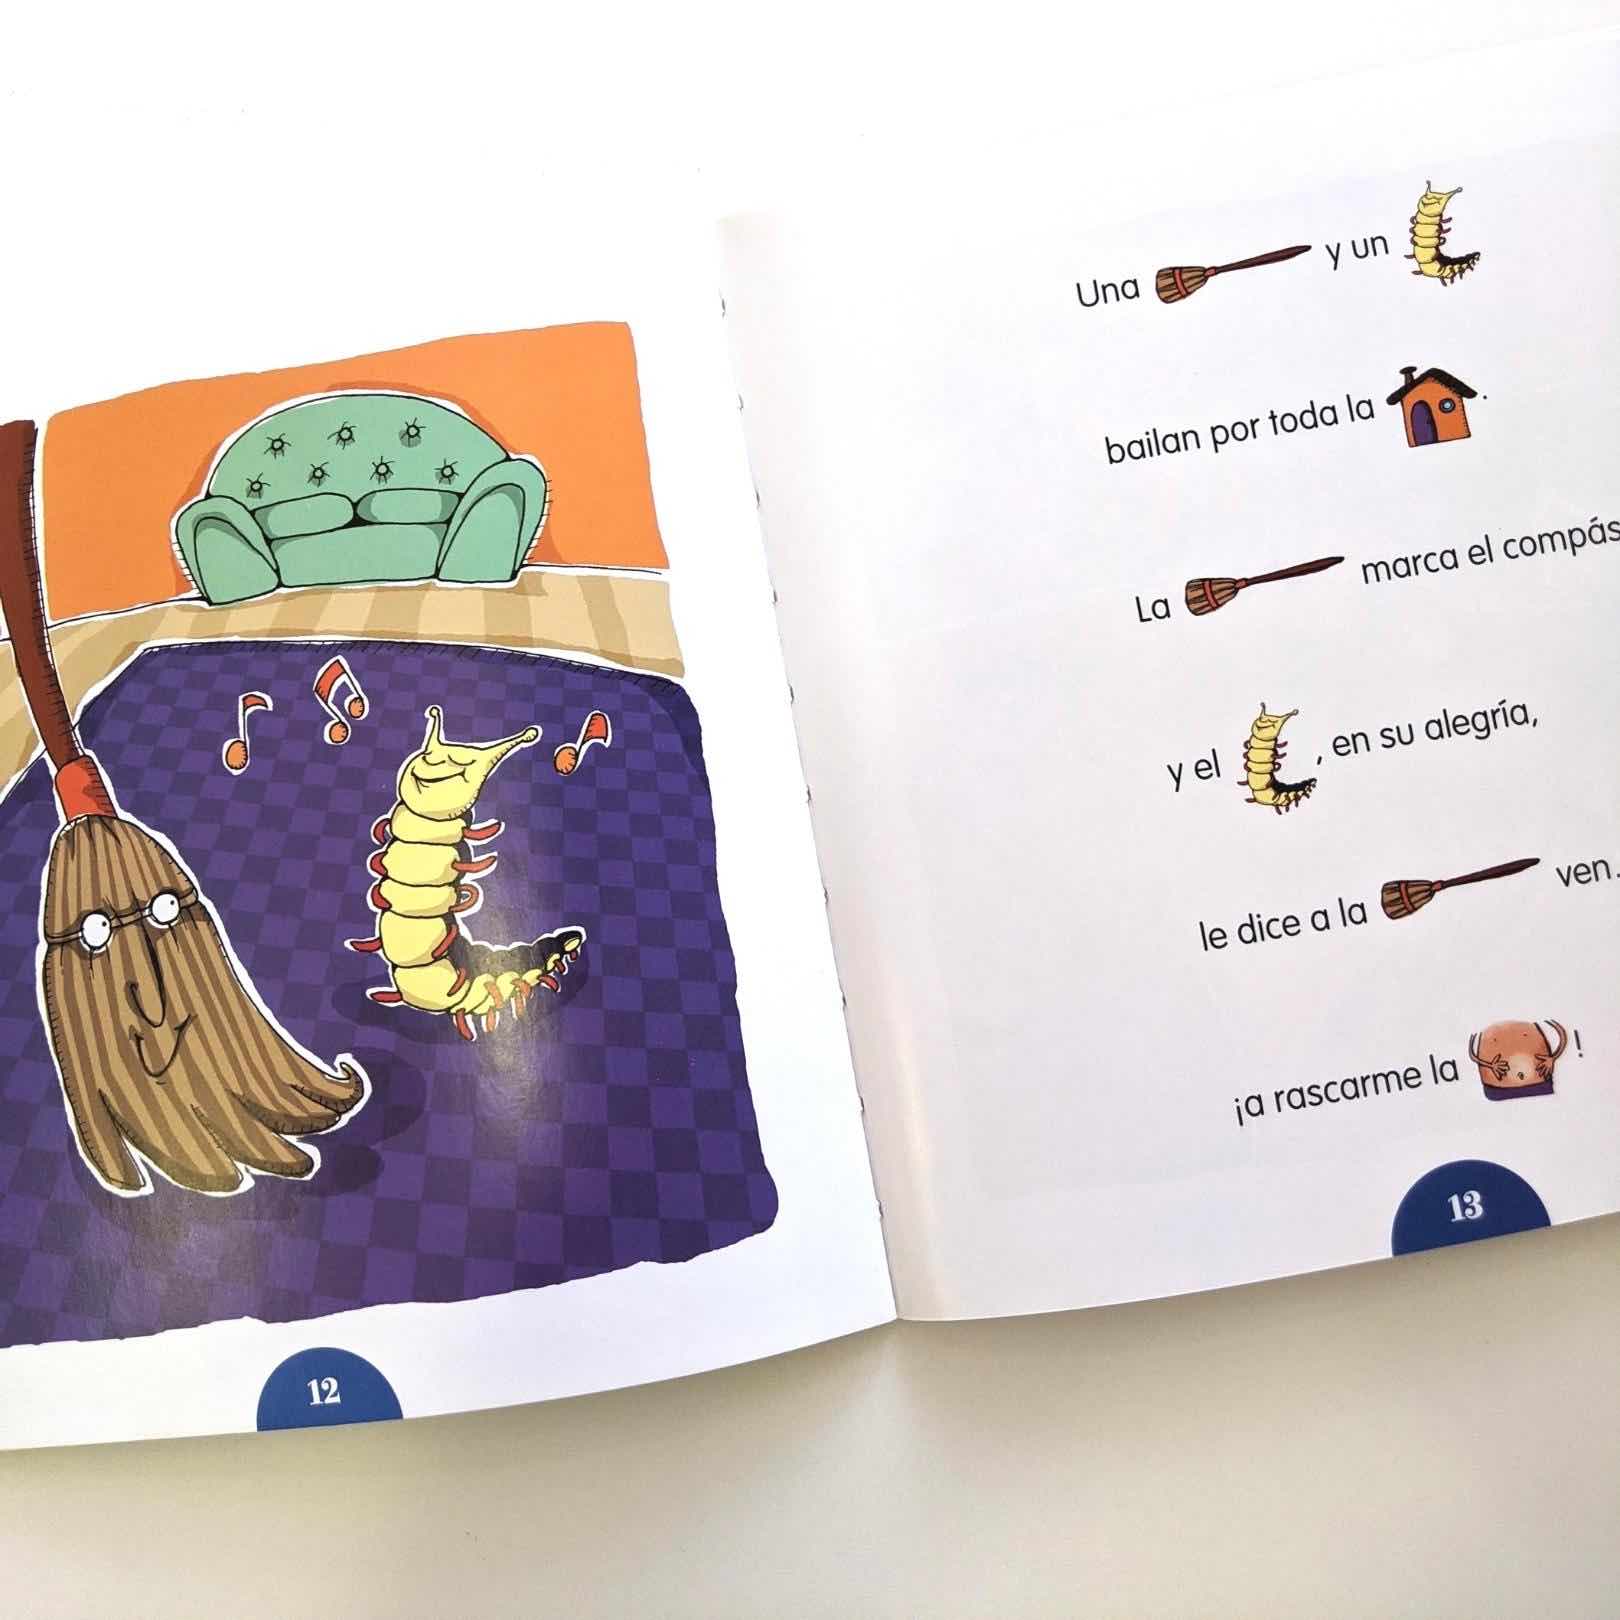 Una y un
bailan por toda la .
La marca el compás
y el , en su alegría,
le dice a la ven.
¡a rascarme la !
12
13